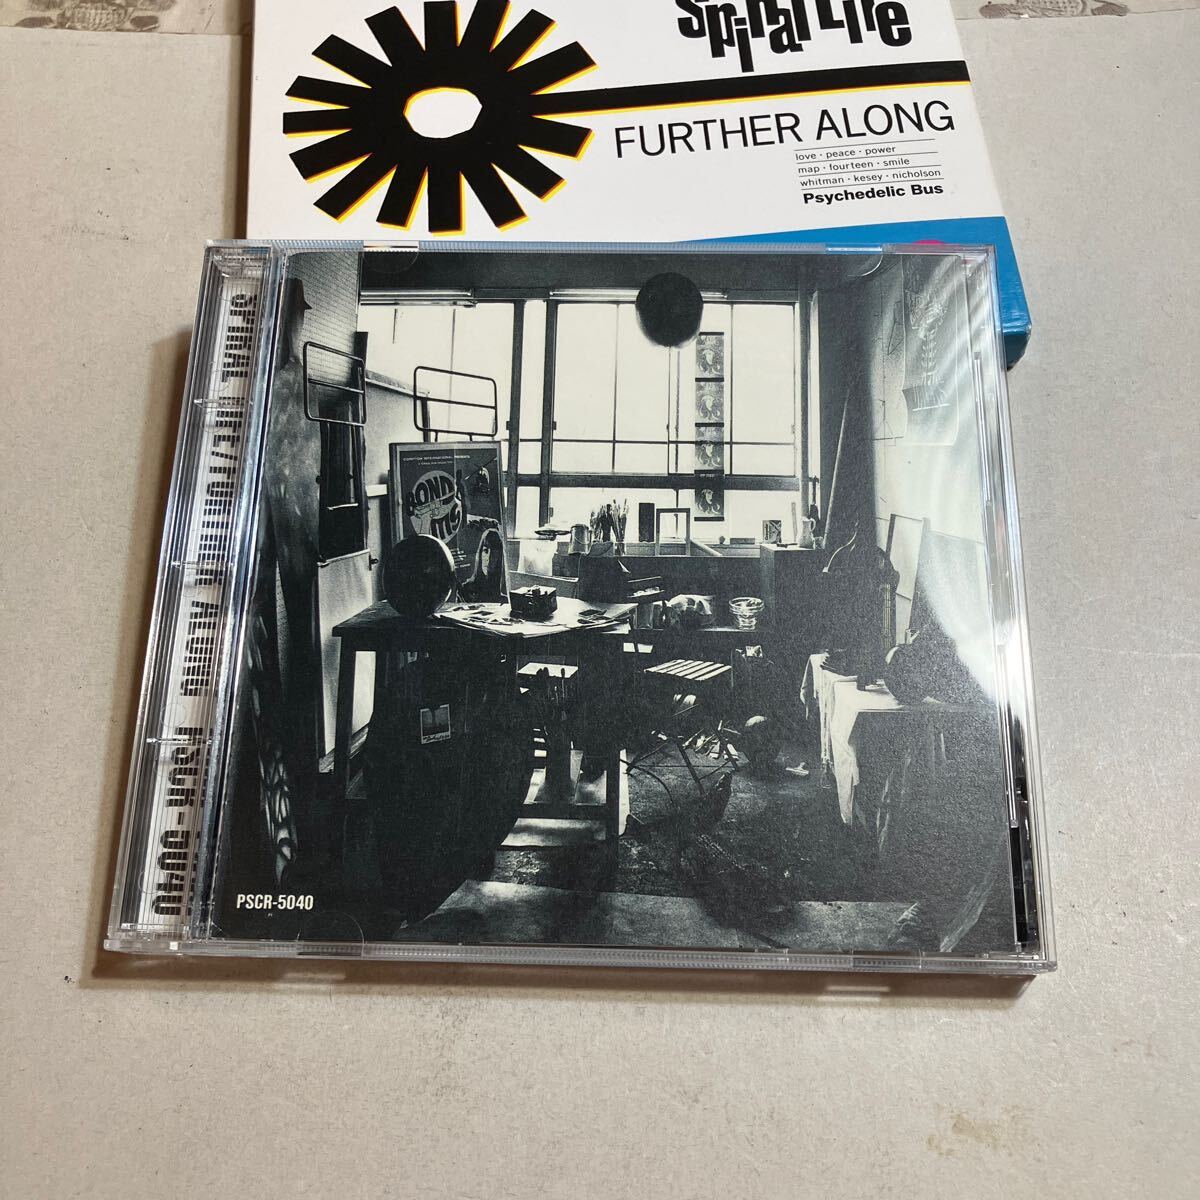 Spiral Life
FURTHER ALONG
love · peace · power
map · fourteen · smile
whitman · kesey · nicholson
Psychedelic Bus
SPIRAL LIFE/FURTHER ALONG PSCR-5040
PSCR-5040